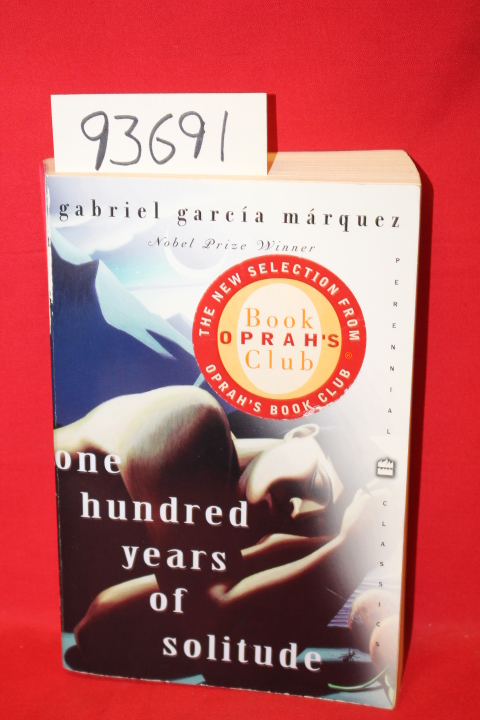 93691
gabriel garcía márquez
Nobel Prize Winner
THE NEW SELECTION FROM
Book
OPRAH'S
Club
®
OPRAH'S BOOK CLUB
PERENNIAL
CLASSICS
one
hundred
years
of
solitude